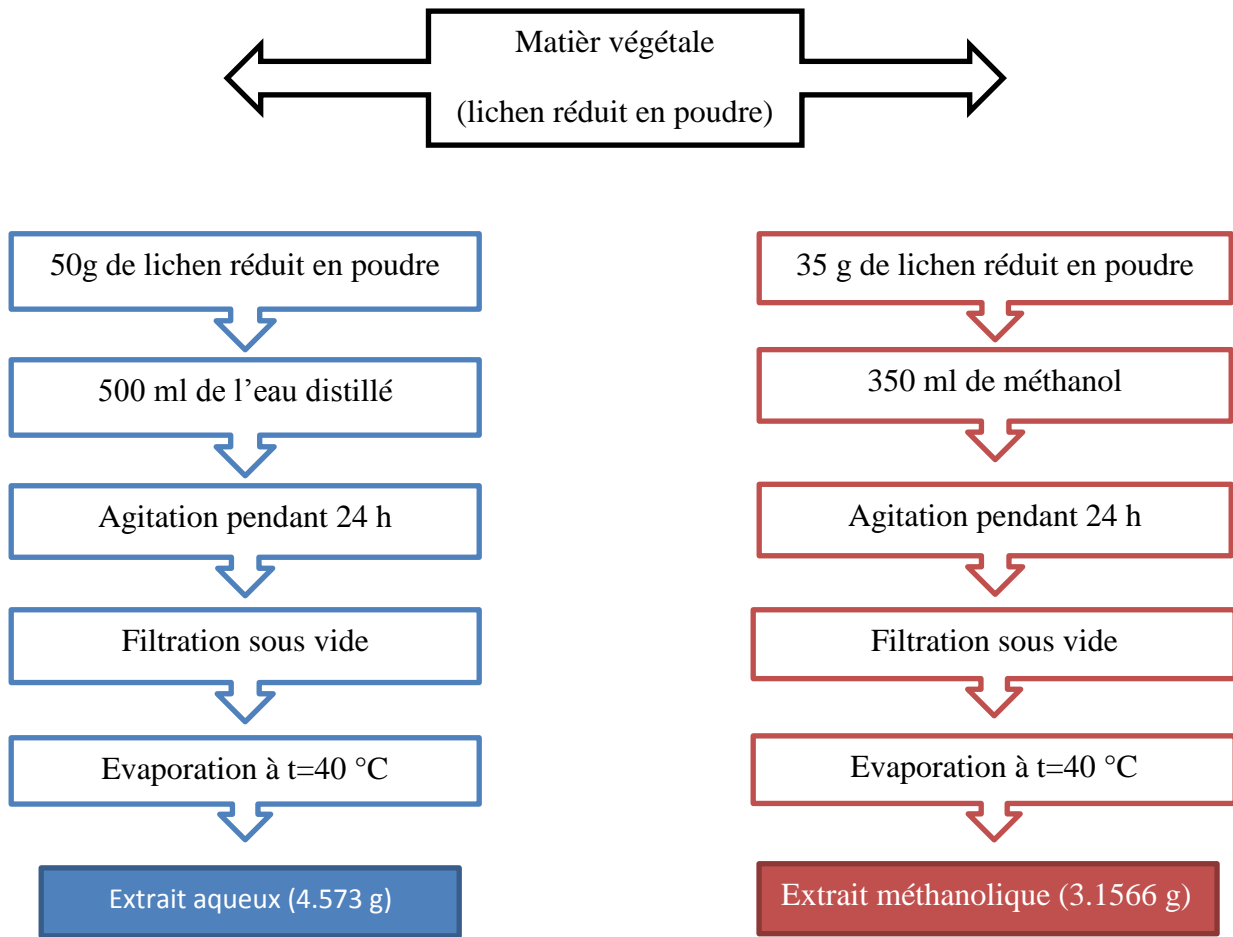 Matièr végétale
(lichen réduit en poudre)
50g de lichen réduit en poudre
500 ml de l’eau distillé
Agitation pendant 24 h
Filtration sous vide
Evaporation à t=40 °C
Extrait aqueux (4.573 g)
35 g de lichen réduit en poudre
350 ml de méthanol
Agitation pendant 24 h
Filtration sous vide
Evaporation à t=40 °C
Extrait méthanolique (3.1566 g)